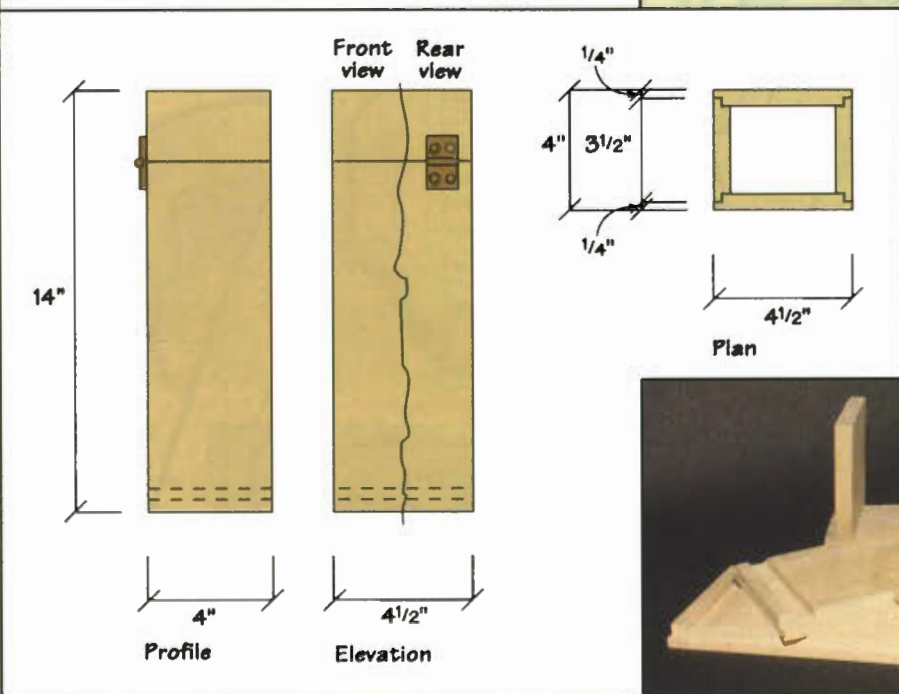 Front
view
Rear
view
14"
4"
Profile
4 1/2"
Elevation
1/4"
4"
3 1/2"
1/4"
4 1/2"
Plan